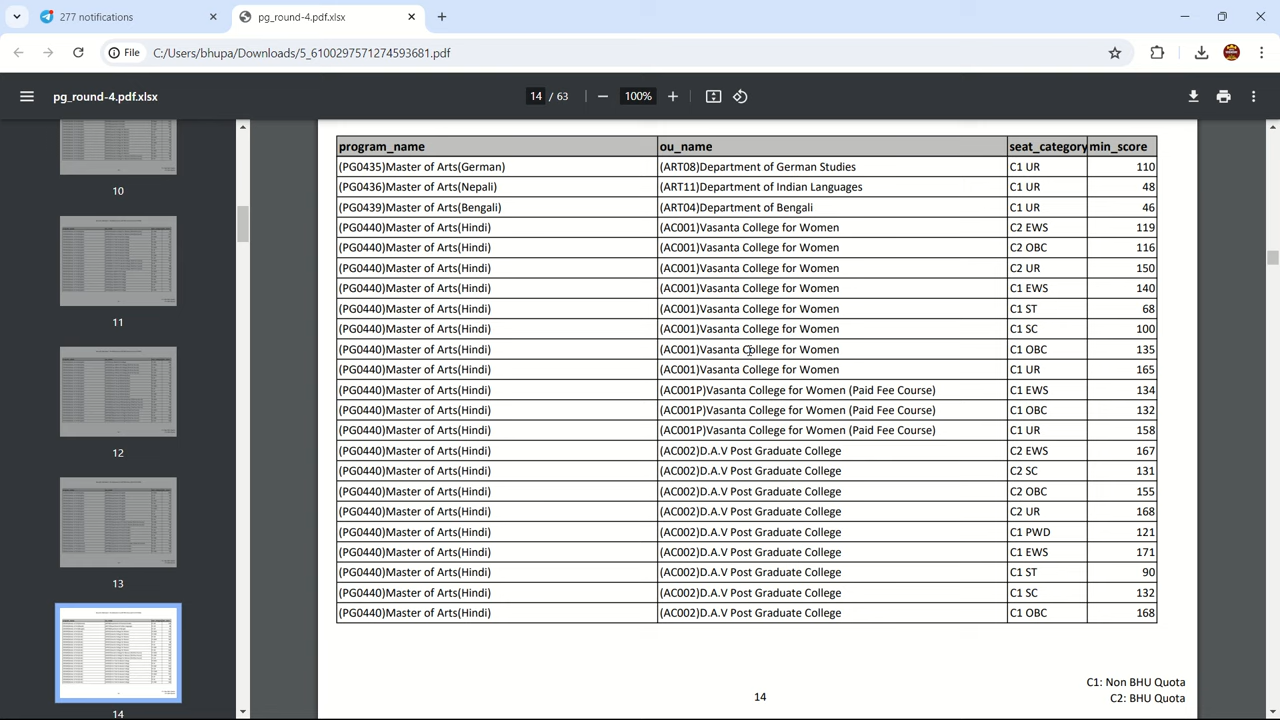 277 notifications
pg_round-4.pdf.xlsx
File C:/Users/bhupa/Downloads/5_6100297571274593681.pdf
pg_round-4.pdf.xlsx 14 / 63 100%
10
11
12
13
14
program_name ou_name seat_category min_score
(PG0435)Master of Arts(German) (ART08)Department of German Studies C1 UR 110
(PG0436)Master of Arts(Nepali) (ART11)Department of Indian Languages C1 UR 48
(PG0439)Master of Arts(Bengali) (ART04)Department of Bengali C1 UR 46
(PG0440)Master of Arts(Hindi) (AC001)Vasanta College for Women C2 EWS 119
(PG0440)Master of Arts(Hindi) (AC001)Vasanta College for Women C2 OBC 116
(PG0440)Master of Arts(Hindi) (AC001)Vasanta College for Women C2 UR 150
(PG0440)Master of Arts(Hindi) (AC001)Vasanta College for Women C1 EWS 140
(PG0440)Master of Arts(Hindi) (AC001)Vasanta College for Women C1 ST 68
(PG0440)Master of Arts(Hindi) (AC001)Vasanta College for Women C1 SC 100
(PG0440)Master of Arts(Hindi) (AC001)Vasanta College for Women C1 OBC 135
(PG0440)Master of Arts(Hindi) (AC001)Vasanta College for Women C1 UR 165
(PG0440)Master of Arts(Hindi) (AC001P)Vasanta College for Women (Paid Fee Course) C1 EWS 134
(PG0440)Master of Arts(Hindi) (AC001P)Vasanta College for Women (Paid Fee Course) C1 OBC 132
(PG0440)Master of Arts(Hindi) (AC001P)Vasanta College for Women (Paid Fee Course) C1 UR 158
(PG0440)Master of Arts(Hindi) (AC002)D.A.V Post Graduate College C2 EWS 167
(PG0440)Master of Arts(Hindi) (AC002)D.A.V Post Graduate College C2 SC 131
(PG0440)Master of Arts(Hindi) (AC002)D.A.V Post Graduate College C2 OBC 155
(PG0440)Master of Arts(Hindi) (AC002)D.A.V Post Graduate College C2 UR 168
(PG0440)Master of Arts(Hindi) (AC002)D.A.V Post Graduate College C1 PWD 121
(PG0440)Master of Arts(Hindi) (AC002)D.A.V Post Graduate College C1 EWS 171
(PG0440)Master of Arts(Hindi) (AC002)D.A.V Post Graduate College C1 ST 90
(PG0440)Master of Arts(Hindi) (AC002)D.A.V Post Graduate College C1 SC 132
(PG0440)Master of Arts(Hindi) (AC002)D.A.V Post Graduate College C1 OBC 168
14
C1: Non BHU Quota
C2: BHU Quota